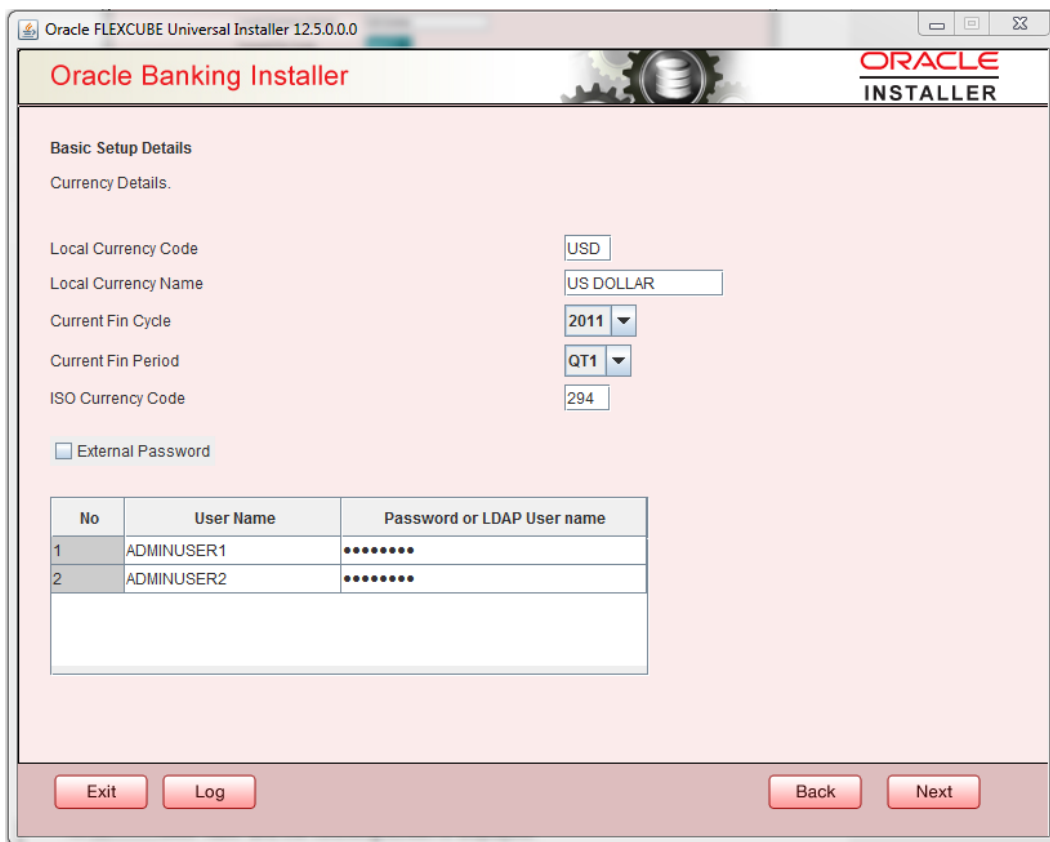 Oracle FLEXCUBE Universal Installer 12.5.0.0.0
Oracle Banking Installer
ORACLE
INSTALLER
Basic Setup Details
Currency Details.
Local Currency Code USD
Local Currency Name US DOLLAR
Current Fin Cycle 2011
Current Fin Period QT1
ISO Currency Code 294
External Password
No User Name Password or LDAP User name
1 ADMINUSER1 ••••••••
2 ADMINUSER2 ••••••••
Exit Log Back Next